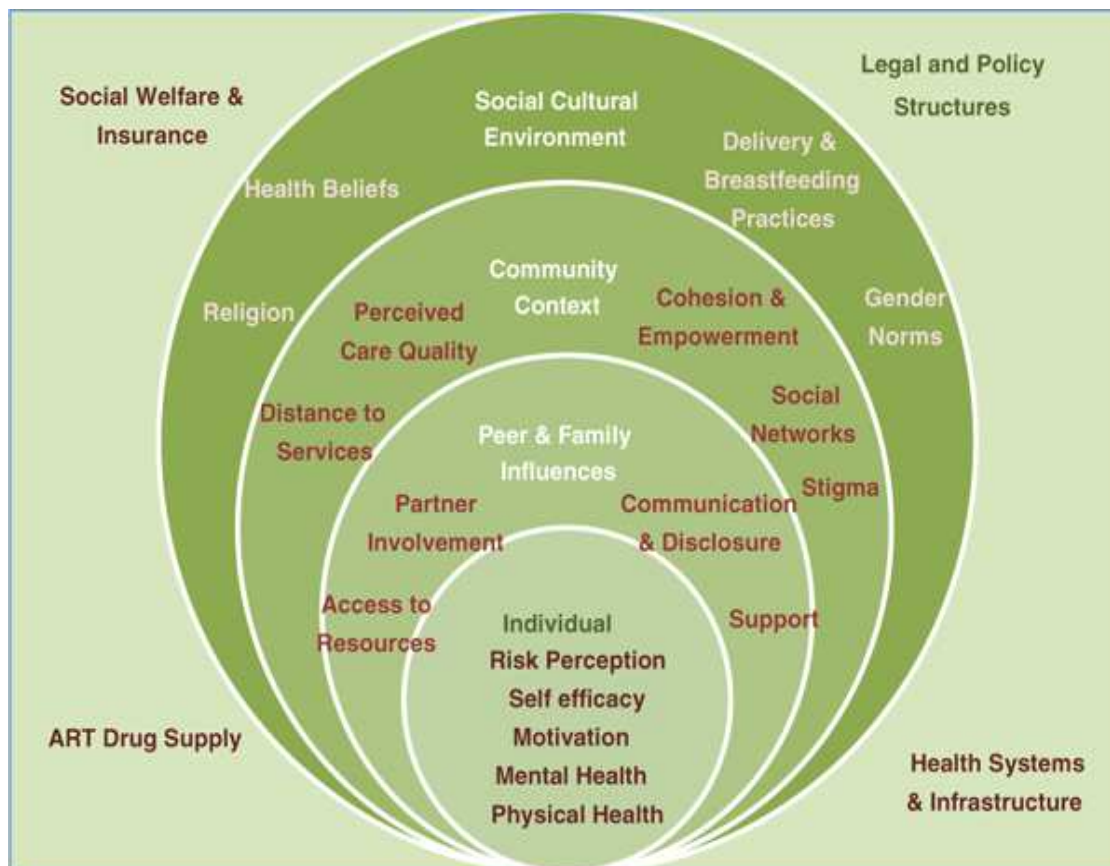 Social Welfare &
Insurance
Legal and Policy
Structures
Social Cultural
Environment
Delivery &
Breastfeeding
Practices
Health Beliefs
Religion
Gender
Norms
Community
Context
Perceived
Care Quality
Cohesion &
Empowerment
Distance to
Services
Social
Networks
Stigma
Peer & Family
Influences
Partner
Involvement
Communication
& Disclosure
Access to
Resources
Support
Individual
Risk Perception
Self efficacy
Motivation
Mental Health
Physical Health
ART Drug Supply
Health Systems
& Infrastructure